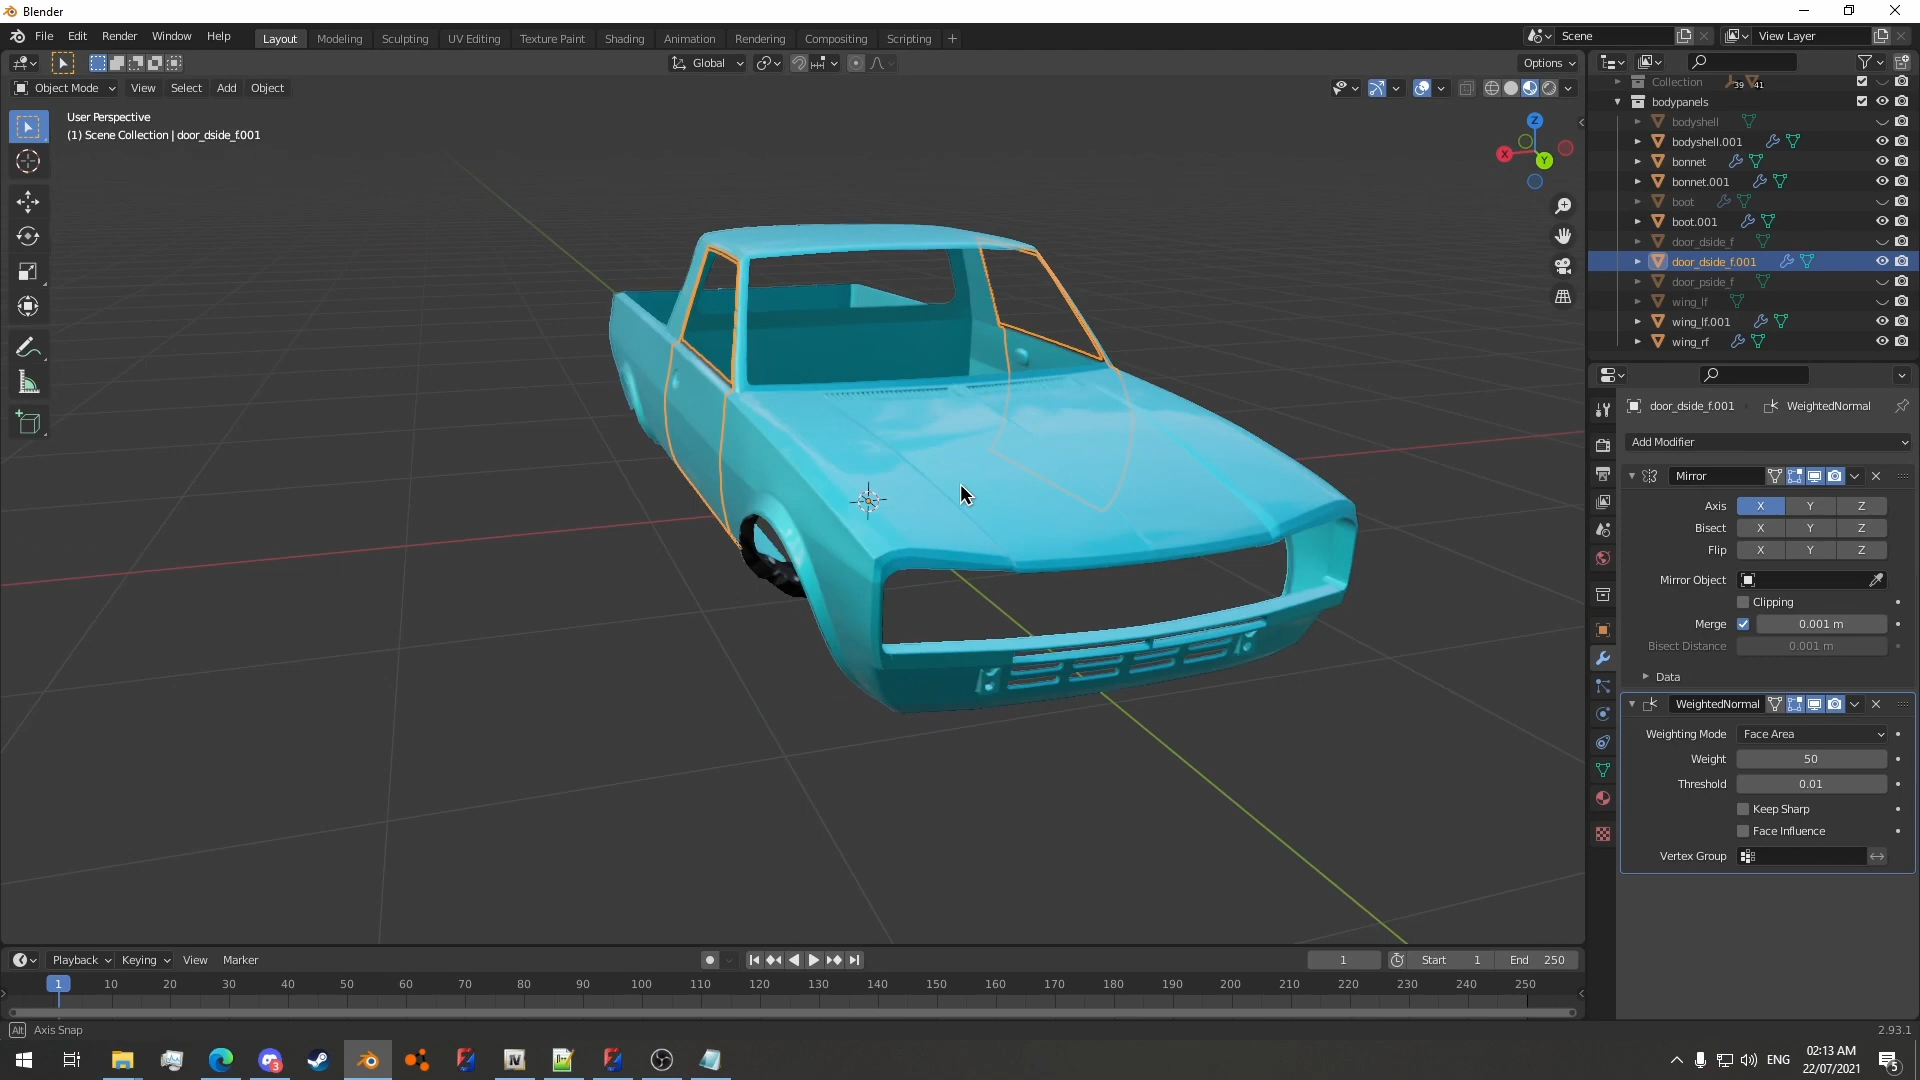 Blender
File Edit Render Window Help
Layout Modeling Sculpting UV Editing Texture Paint Shading Animation Rendering Compositing Scripting +
Scene
View Layer
Global
Options
Object Mode View Select Add Object
User Perspective
(1) Scene Collection | door_dside_f.001
Z
X
Y
Collection 39 41
bodypanels
bodyshell
bodyshell.001
bonnet
bonnet.001
boot
boot.001
door_dside_f
door_dside_f.001
door_pside_f
wing_lf
wing_lf.001
wing_rf
door_dside_f.001 WeightedNormal
Add Modifier
Mirror
Axis X Y Z
Bisect X Y Z
Flip X Y Z
Mirror Object
Clipping
Merge 0.001 m
Bisect Distance 0.001 m
Data
WeightedNormal
Weighting Mode Face Area
Weight 50
Threshold 0.01
Keep Sharp
Face Influence
Vertex Group
Playback Keying View Marker
1 Start 1 End 250
1 10 20 30 40 50 60 70 80 90 100 110 120 130 140 150 160 170 180 190 200 210 220 230 240 250
Alt Axis Snap
2.93.1
3
ENG
02:13 AM
22/07/2021
5